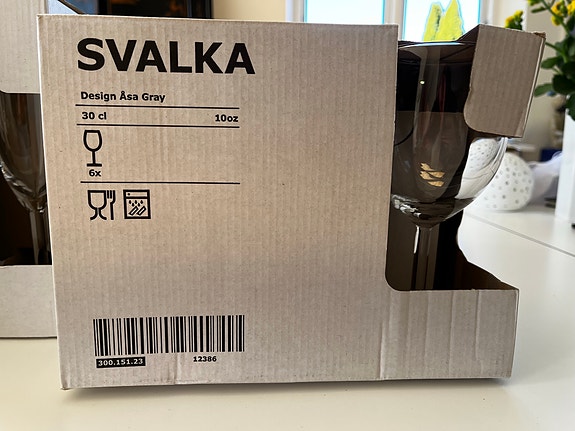 SVALKA
Design Åsa Gray
30 cl 10oz
6x
300.151.23 12386